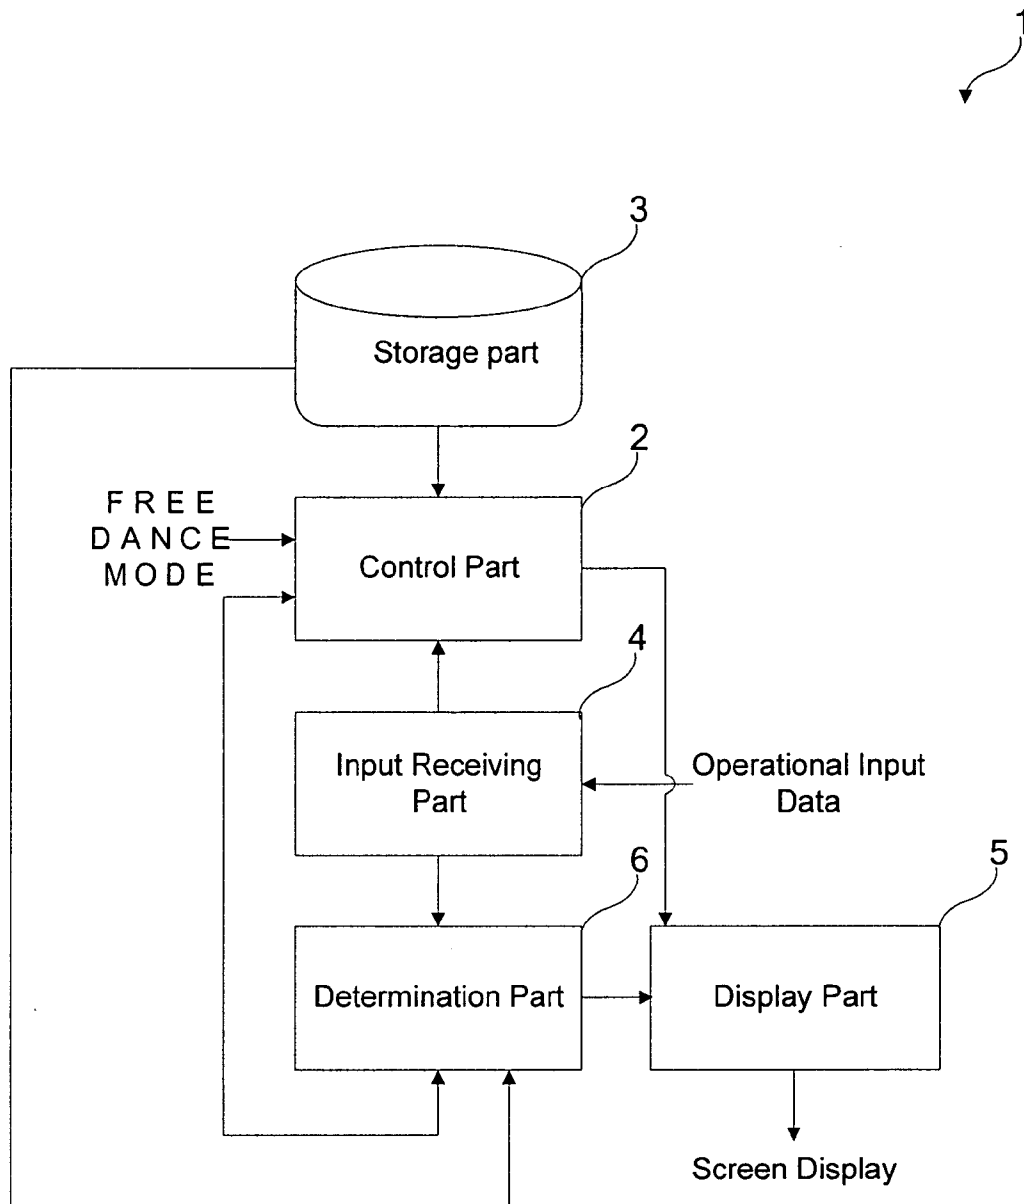 1
3
Storage part
2
FREE
DANCE
MODE
Control Part
4
Input Receiving
Part
Operational Input
Data
6
5
Determination Part
Display Part
Screen Display